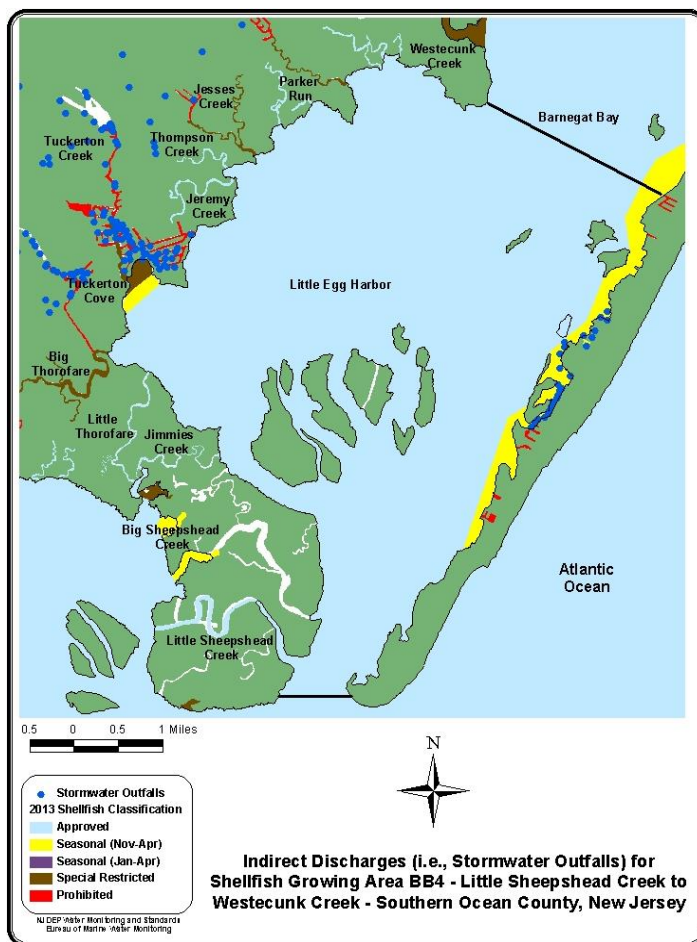 Westecunk
Creek
Barnegat Bay
Parker
Run
Jesses
Creek
Thompson
Creek
Tuckerton
Creek
Jeremy
Creek
Little Egg Harbor
Tuckerton
Cove
Big
Thorofare
Little
Thorofare
Jimmies
Creek
Big Sheepshead
Creek
Atlantic
Ocean
Little Sheepshead
Creek
0.5 0 0.5 1 Miles
N
Stormwater Outfalls
2013 Shellfish Classification
Approved
Seasonal (Nov-Apr)
Seasonal (Jan-Apr)
Special Restricted
Prohibited
NJDEP Water Monitoring and Standards
Bureau of Marine Water Monitoring
Indirect Discharges (i.e., Stormwater Outfalls) for
Shellfish Growing Area BB4 - Little Sheepshead Creek to
Westecunk Creek - Southern Ocean County, New Jersey